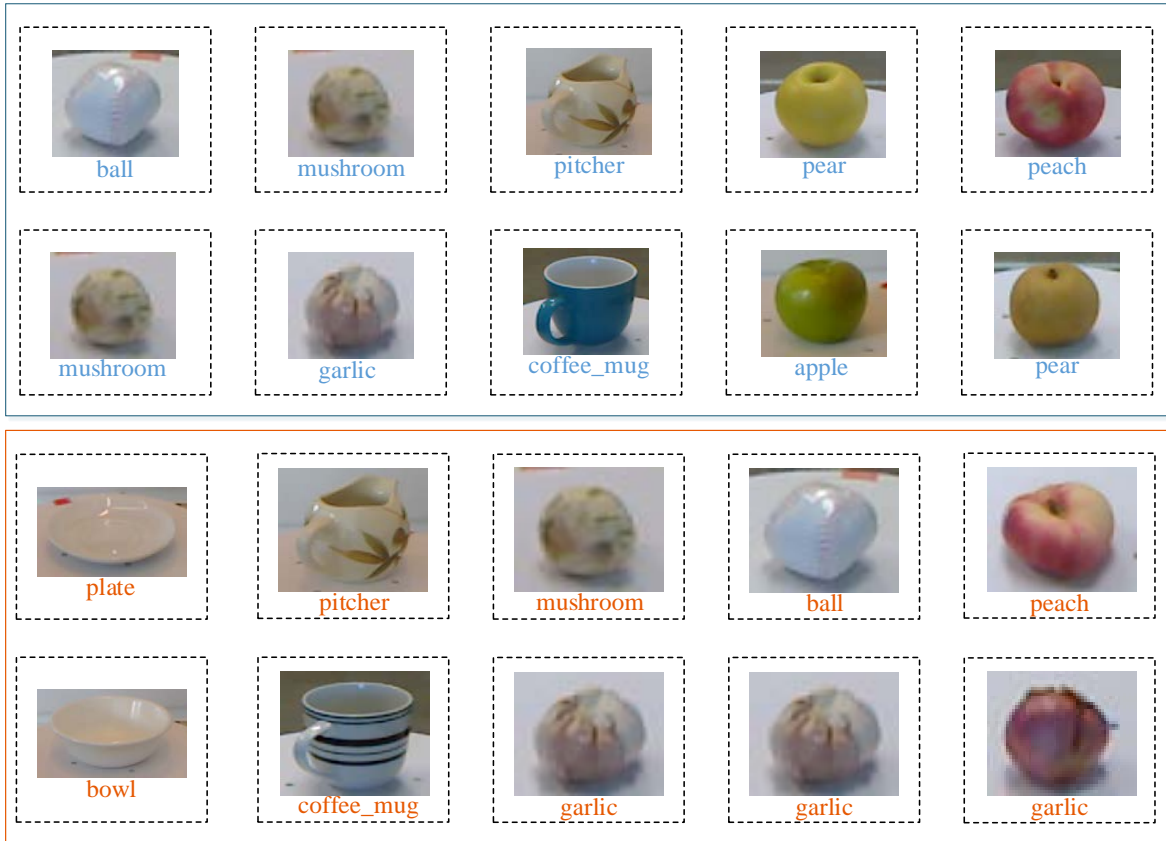 ball
mushroom
pitcher
pear
peach
mushroom
garlic
coffee_mug
apple
pear
plate
pitcher
mushroom
ball
peach
bowl
coffee_mug
garlic
garlic
garlic